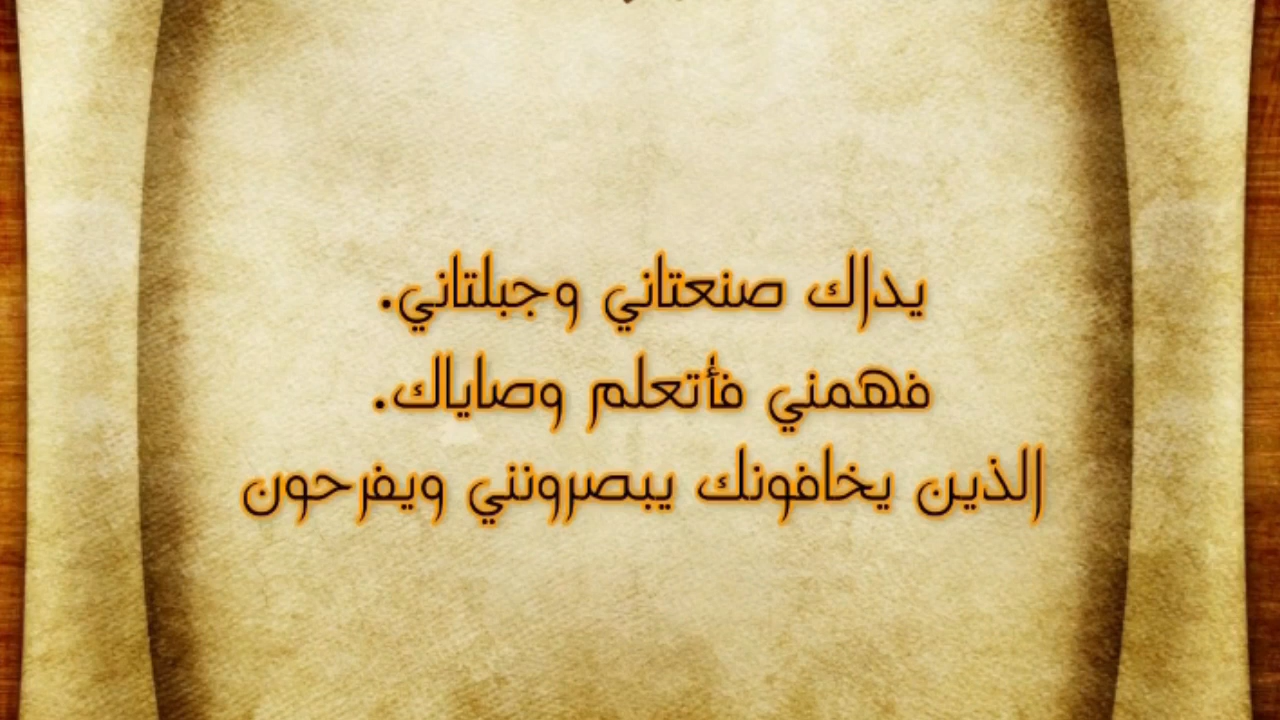 يداك صنعتاني وجبلتاني.
فهمني فأتعلم وصاياك.
الذين يخافونك يبصرونني ويفرحون